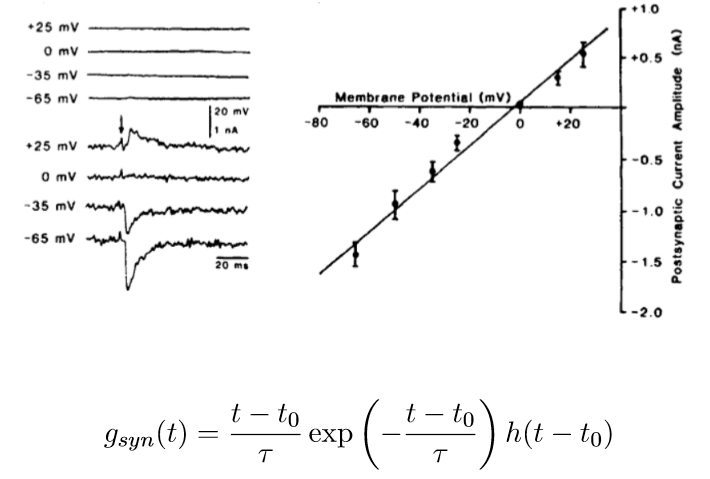 +25 mV
0 mV
-35 mV
-65 mV
20 mV
1 nA
+25 mV
0 mV
-35 mV
-65 mV
20 ms
+1.0
+0.5
Membrane Potential (mV)
-80 -60 -40 -20 0 +20
-0.5
-1.0
-1.5
-2.0
Postsynaptic Current Amplitude (nA)
g_{syn}(t) = \frac{t - t_0}{\tau} \exp\left(-\frac{t - t_0}{\tau}\right) h(t - t_0)